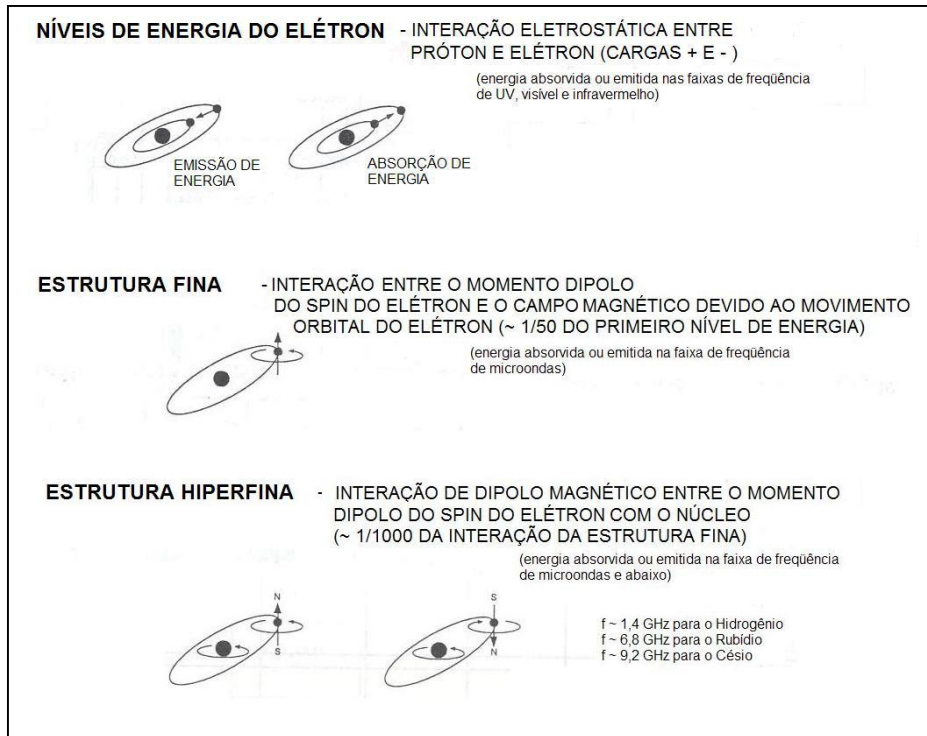 NÍVEIS DE ENERGIA DO ELÉTRON - INTERAÇÃO ELETROSTÁTICA ENTRE
PRÓTON E ELÉTRON (CARGAS + E - )
(energia absorvida ou emitida nas faixas de freqüência
de UV, visível e infravermelho)
EMISSÃO DE
ENERGIA
ABSORÇÃO DE
ENERGIA
ESTRUTURA FINA - INTERAÇÃO ENTRE O MOMENTO DIPOLO
DO SPIN DO ELÉTRON E O CAMPO MAGNÉTICO DEVIDO AO MOVIMENTO
ORBITAL DO ELÉTRON (~ 1/50 DO PRIMEIRO NÍVEL DE ENERGIA)
(energia absorvida ou emitida na faixa de freqüência
de microondas)
ESTRUTURA HIPERFINA - INTERAÇÃO DE DIPOLO MAGNÉTICO ENTRE O MOMENTO
DIPOLO DO SPIN DO ELÉTRON COM O NÚCLEO
(~ 1/1000 DA INTERAÇÃO DA ESTRUTURA FINA)
(energia absorvida ou emitida na faixa de freqüência
de microondas e abaixo)
N
S
S
N
f ~ 1,4 GHz para o Hidrogênio
f ~ 6,8 GHz para o Rubídio
f ~ 9,2 GHz para o Césio